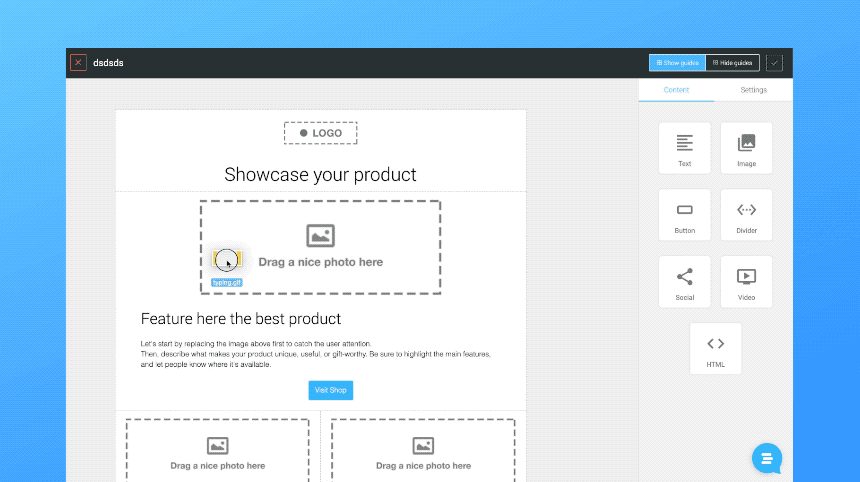 dsdsds
Show guides
Hide guides
Content
Settings
LOGO
Showcase your product
Drag a nice photo here
typing.gif
Feature here the best product
Let's start by replacing the image above first to catch the user attention.
Then, describe what makes your product unique, useful, or gift-worthy. Be sure to highlight the main features,
and let people know where it's available.
Visit Shop
Drag a nice photo here
Drag a nice photo here
Text
Image
Button
Divider
Social
Video
HTML